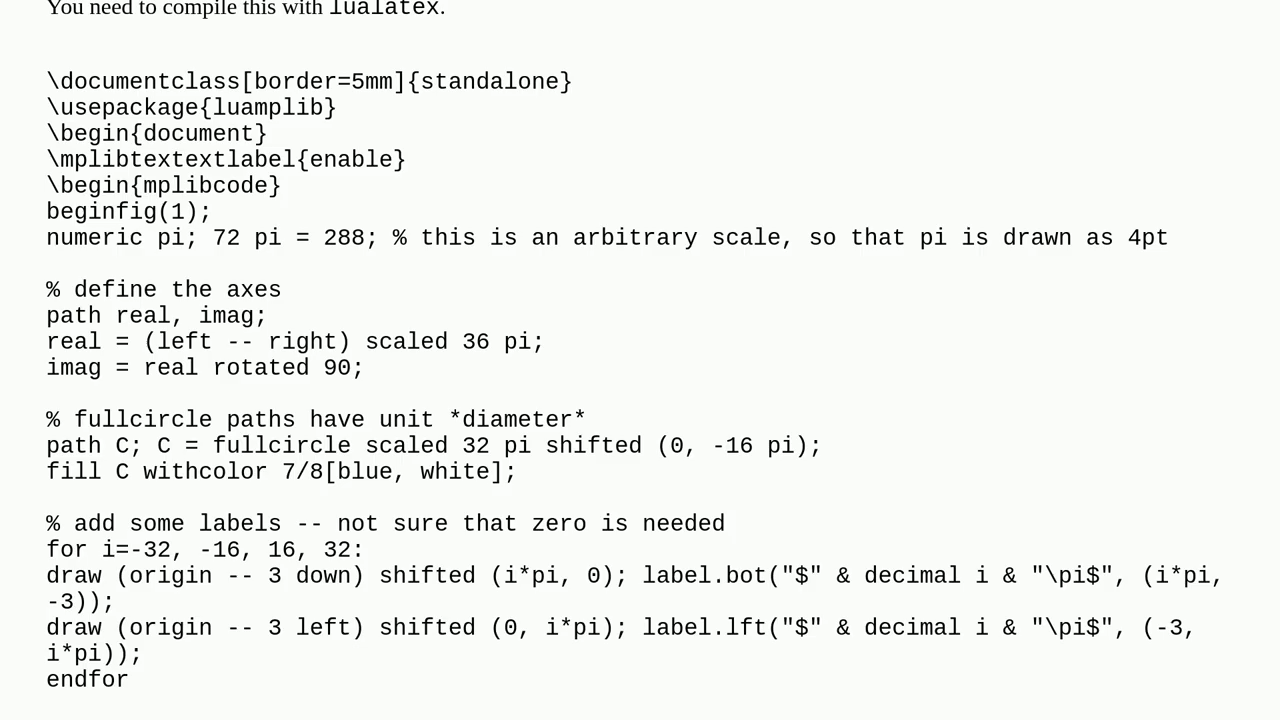 You need to compile this with lualatex.
\documentclass[border=5mm]{standalone}
\usepackage{luamplib}
\begin{document}
\mplibtextextlabel{enable}
\begin{mplibcode}
beginfig(1);
numeric pi; 72 pi = 288; % this is an arbitrary scale, so that pi is drawn as 4pt
% define the axes
path real, imag;
real = (left -- right) scaled 36 pi;
imag = real rotated 90;
% fullcircle paths have unit *diameter*
path C; C = fullcircle scaled 32 pi shifted (0, -16 pi);
fill C withcolor 7/8[blue, white];
% add some labels -- not sure that zero is needed
for i=-32, -16, 16, 32:
draw (origin -- 3 down) shifted (i*pi, 0); label.bot("$" & decimal i & "\pi$", (i*pi,
-3));
draw (origin -- 3 left) shifted (0, i*pi); label.lft("$" & decimal i & "\pi$", (-3,
i*pi));
endfor